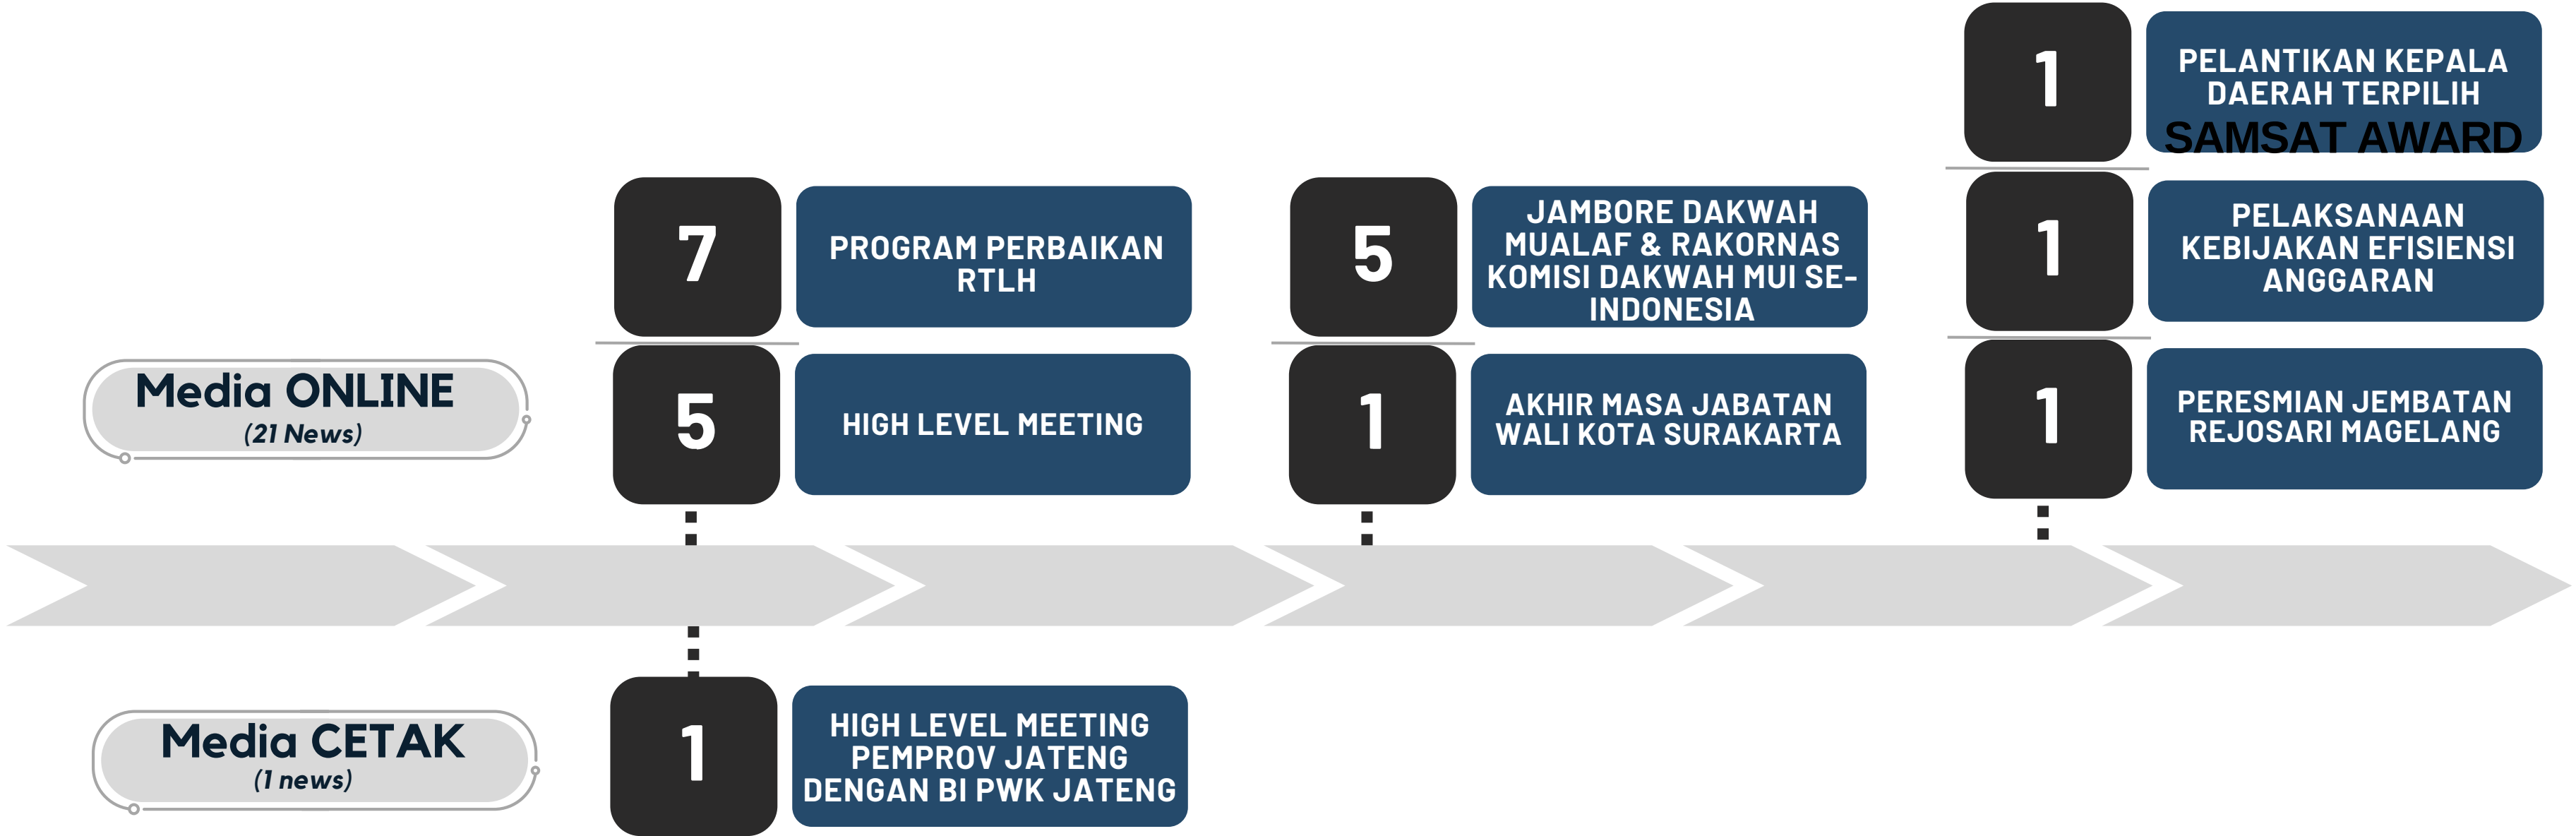 Media ONLINE
(21 News)
7
PROGRAM PERBAIKAN
RTLH
5
HIGH LEVEL MEETING
5
JAMBORE DAKWAH
MUALAF & RAKORNAS
KOMISI DAKWAH MUI SE-
INDONESIA
1
AKHIR MASA JABATAN
WALI KOTA SURAKARTA
1
PELANTIKAN KEPALA
DAERAH TERPILIH
SAMSAT AWARD
1
PELAKSANAAN
KEBIJAKAN EFISIENSI
ANGGARAN
1
PERESMIAN JEMBATAN
REJOSARI MAGELANG
Media CETAK
(1 news)
1
HIGH LEVEL MEETING
PEMPROV JATENG
DENGAN BI PWK JATENG